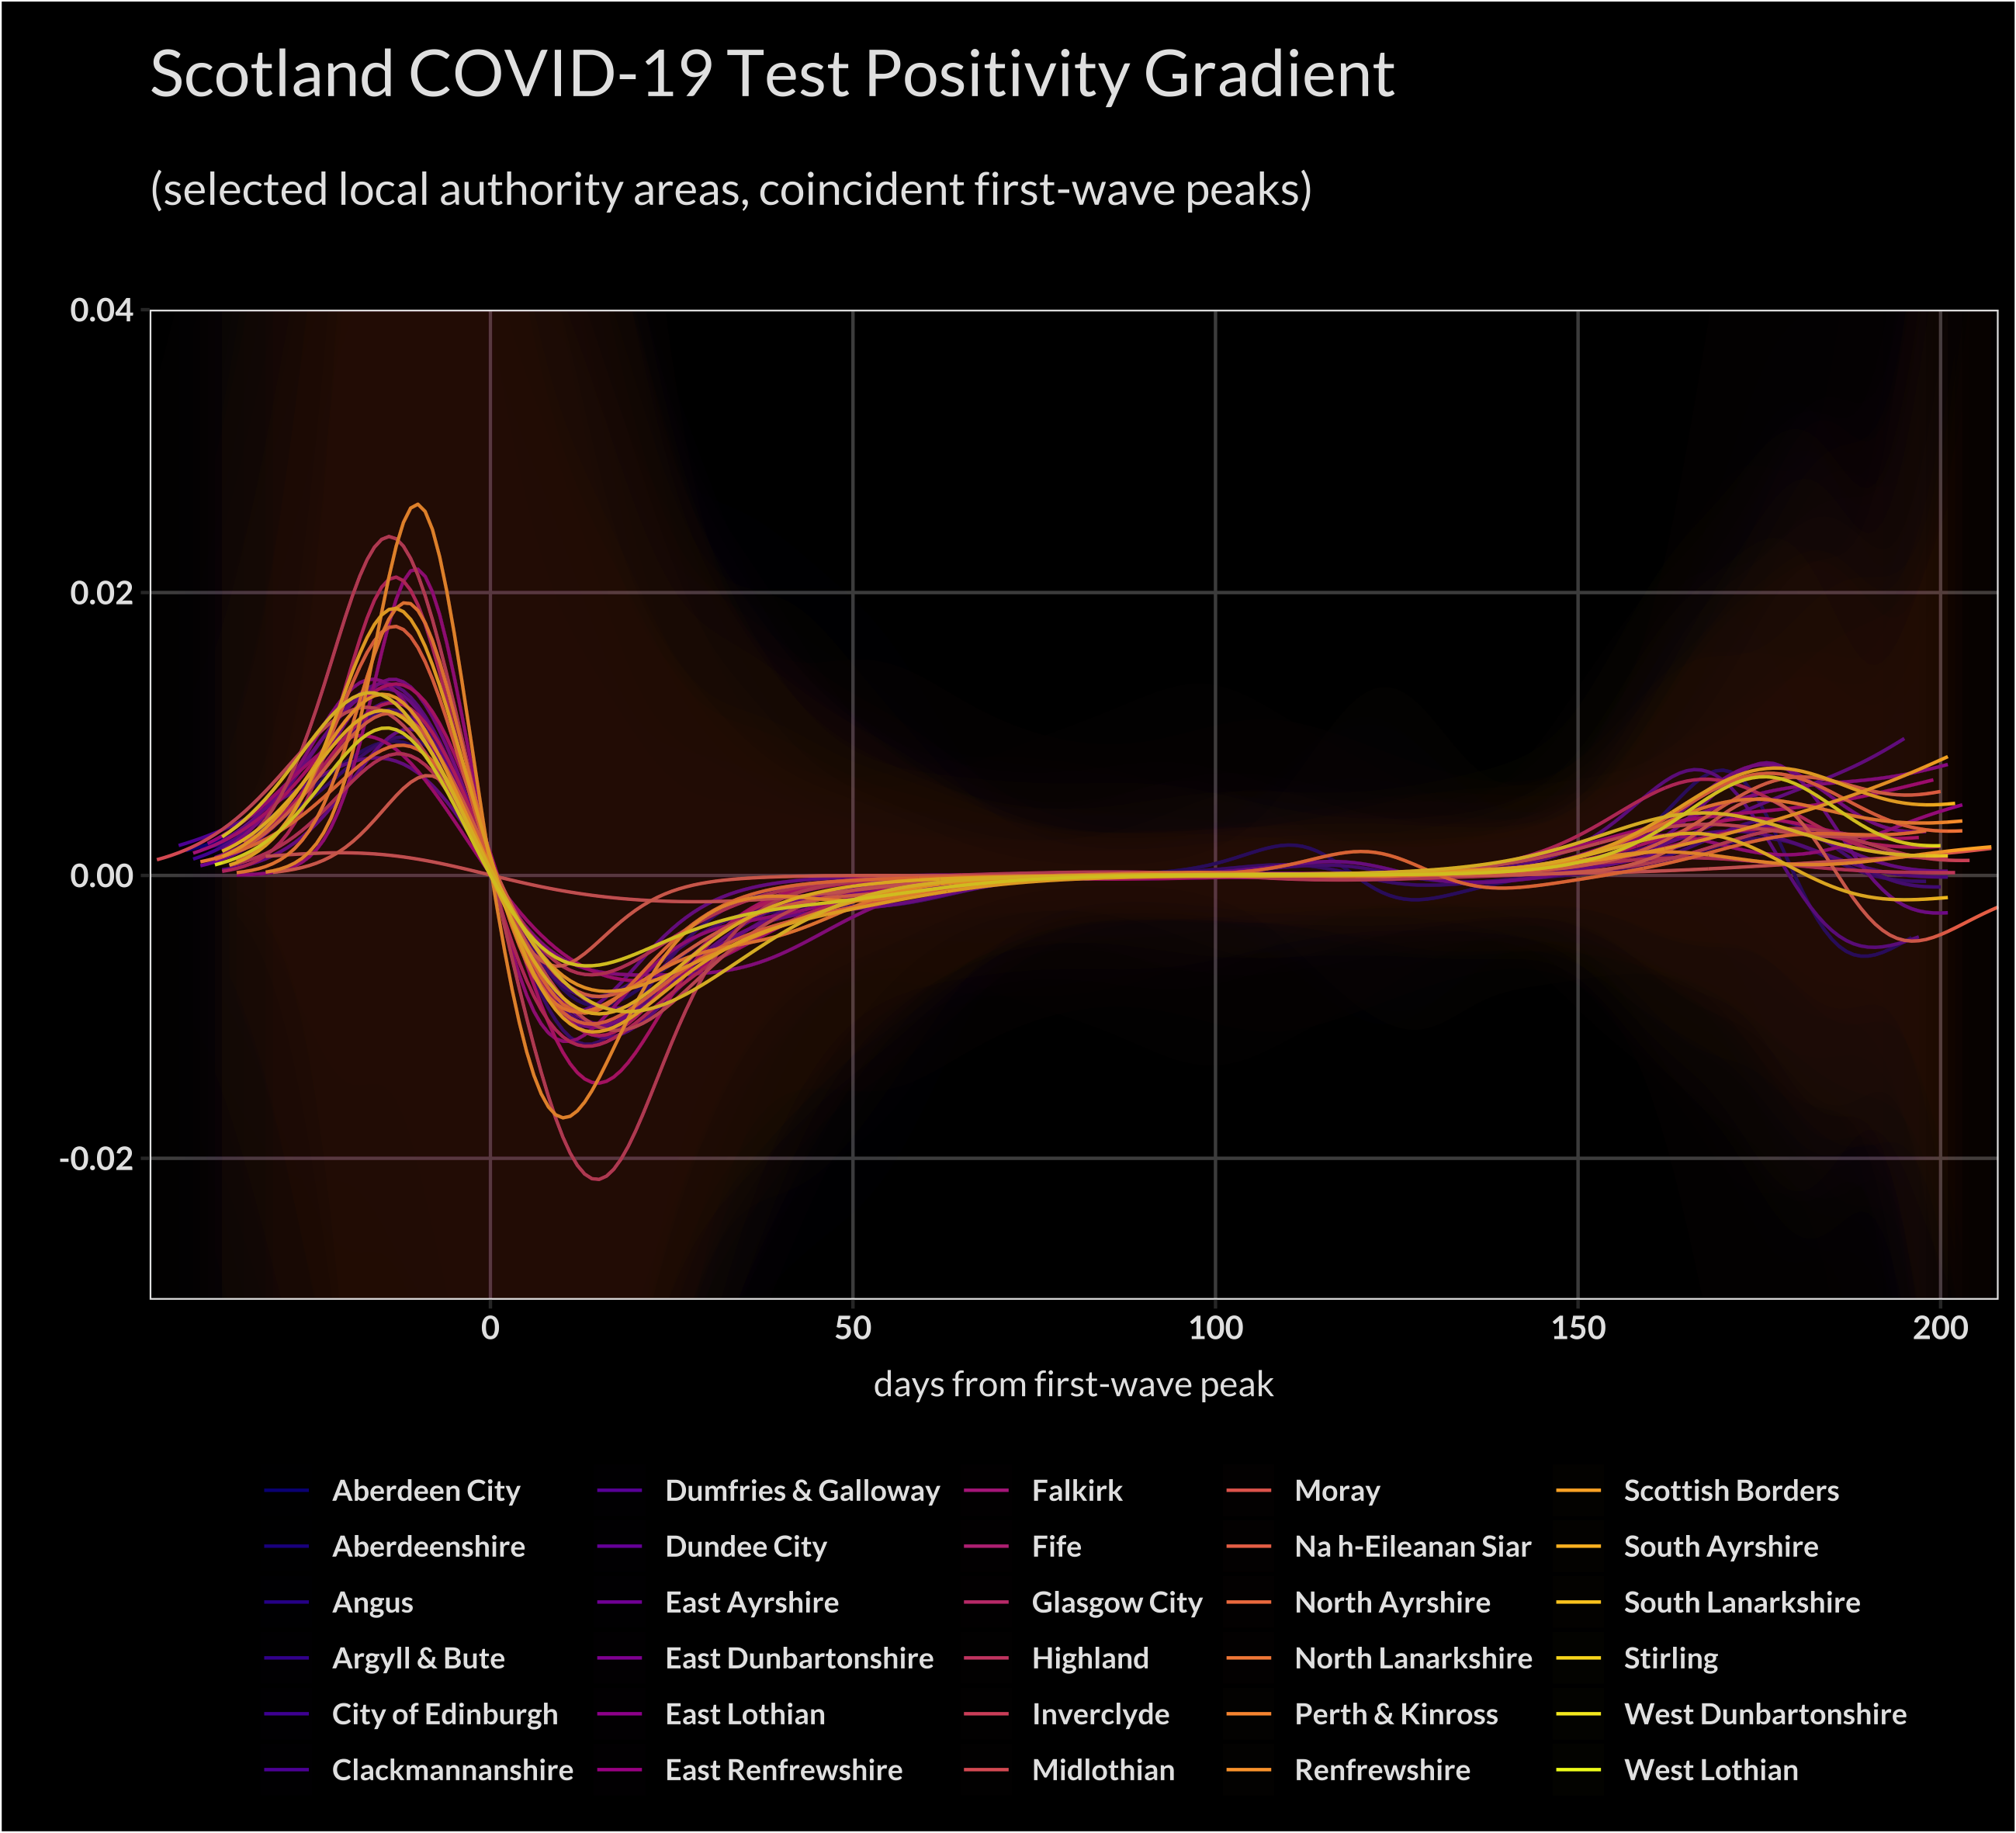 Scotland COVID-19 Test Positivity Gradient
(selected local authority areas, coincident first-wave peaks)
0.04
0.02
0.00
-0.02
0 50 100 150 200
days from first-wave peak
Aberdeen City Dumfries & Galloway Falkirk Moray Scottish Borders
Aberdeenshire Dundee City Fife Na h-Eileanan Siar South Ayrshire
Angus East Ayrshire Glasgow City North Ayrshire South Lanarkshire
Argyll & Bute East Dunbartonshire Highland North Lanarkshire Stirling
City of Edinburgh East Lothian Inverclyde Perth & Kinross West Dunbartonshire
Clackmannanshire East Renfrewshire Midlothian Renfrewshire West Lothian